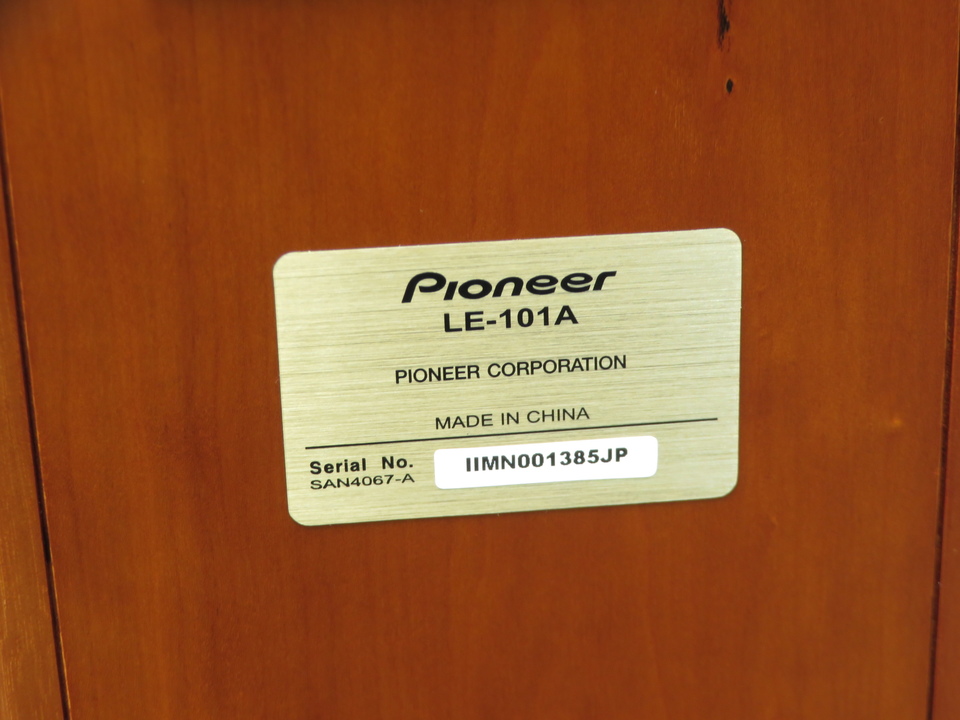 Pioneer
LE-101A
PIONEER CORPORATION
MADE IN CHINA
Serial No. IIMN001385JP
SAN4067-A